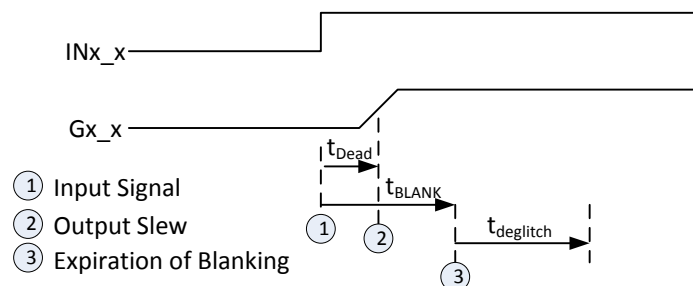 INx_x
Gx_x
tDead
tBLANK
1 Input Signal
2 Output Slew
3 Expiration of Blanking
1
2
tdeglitch
3